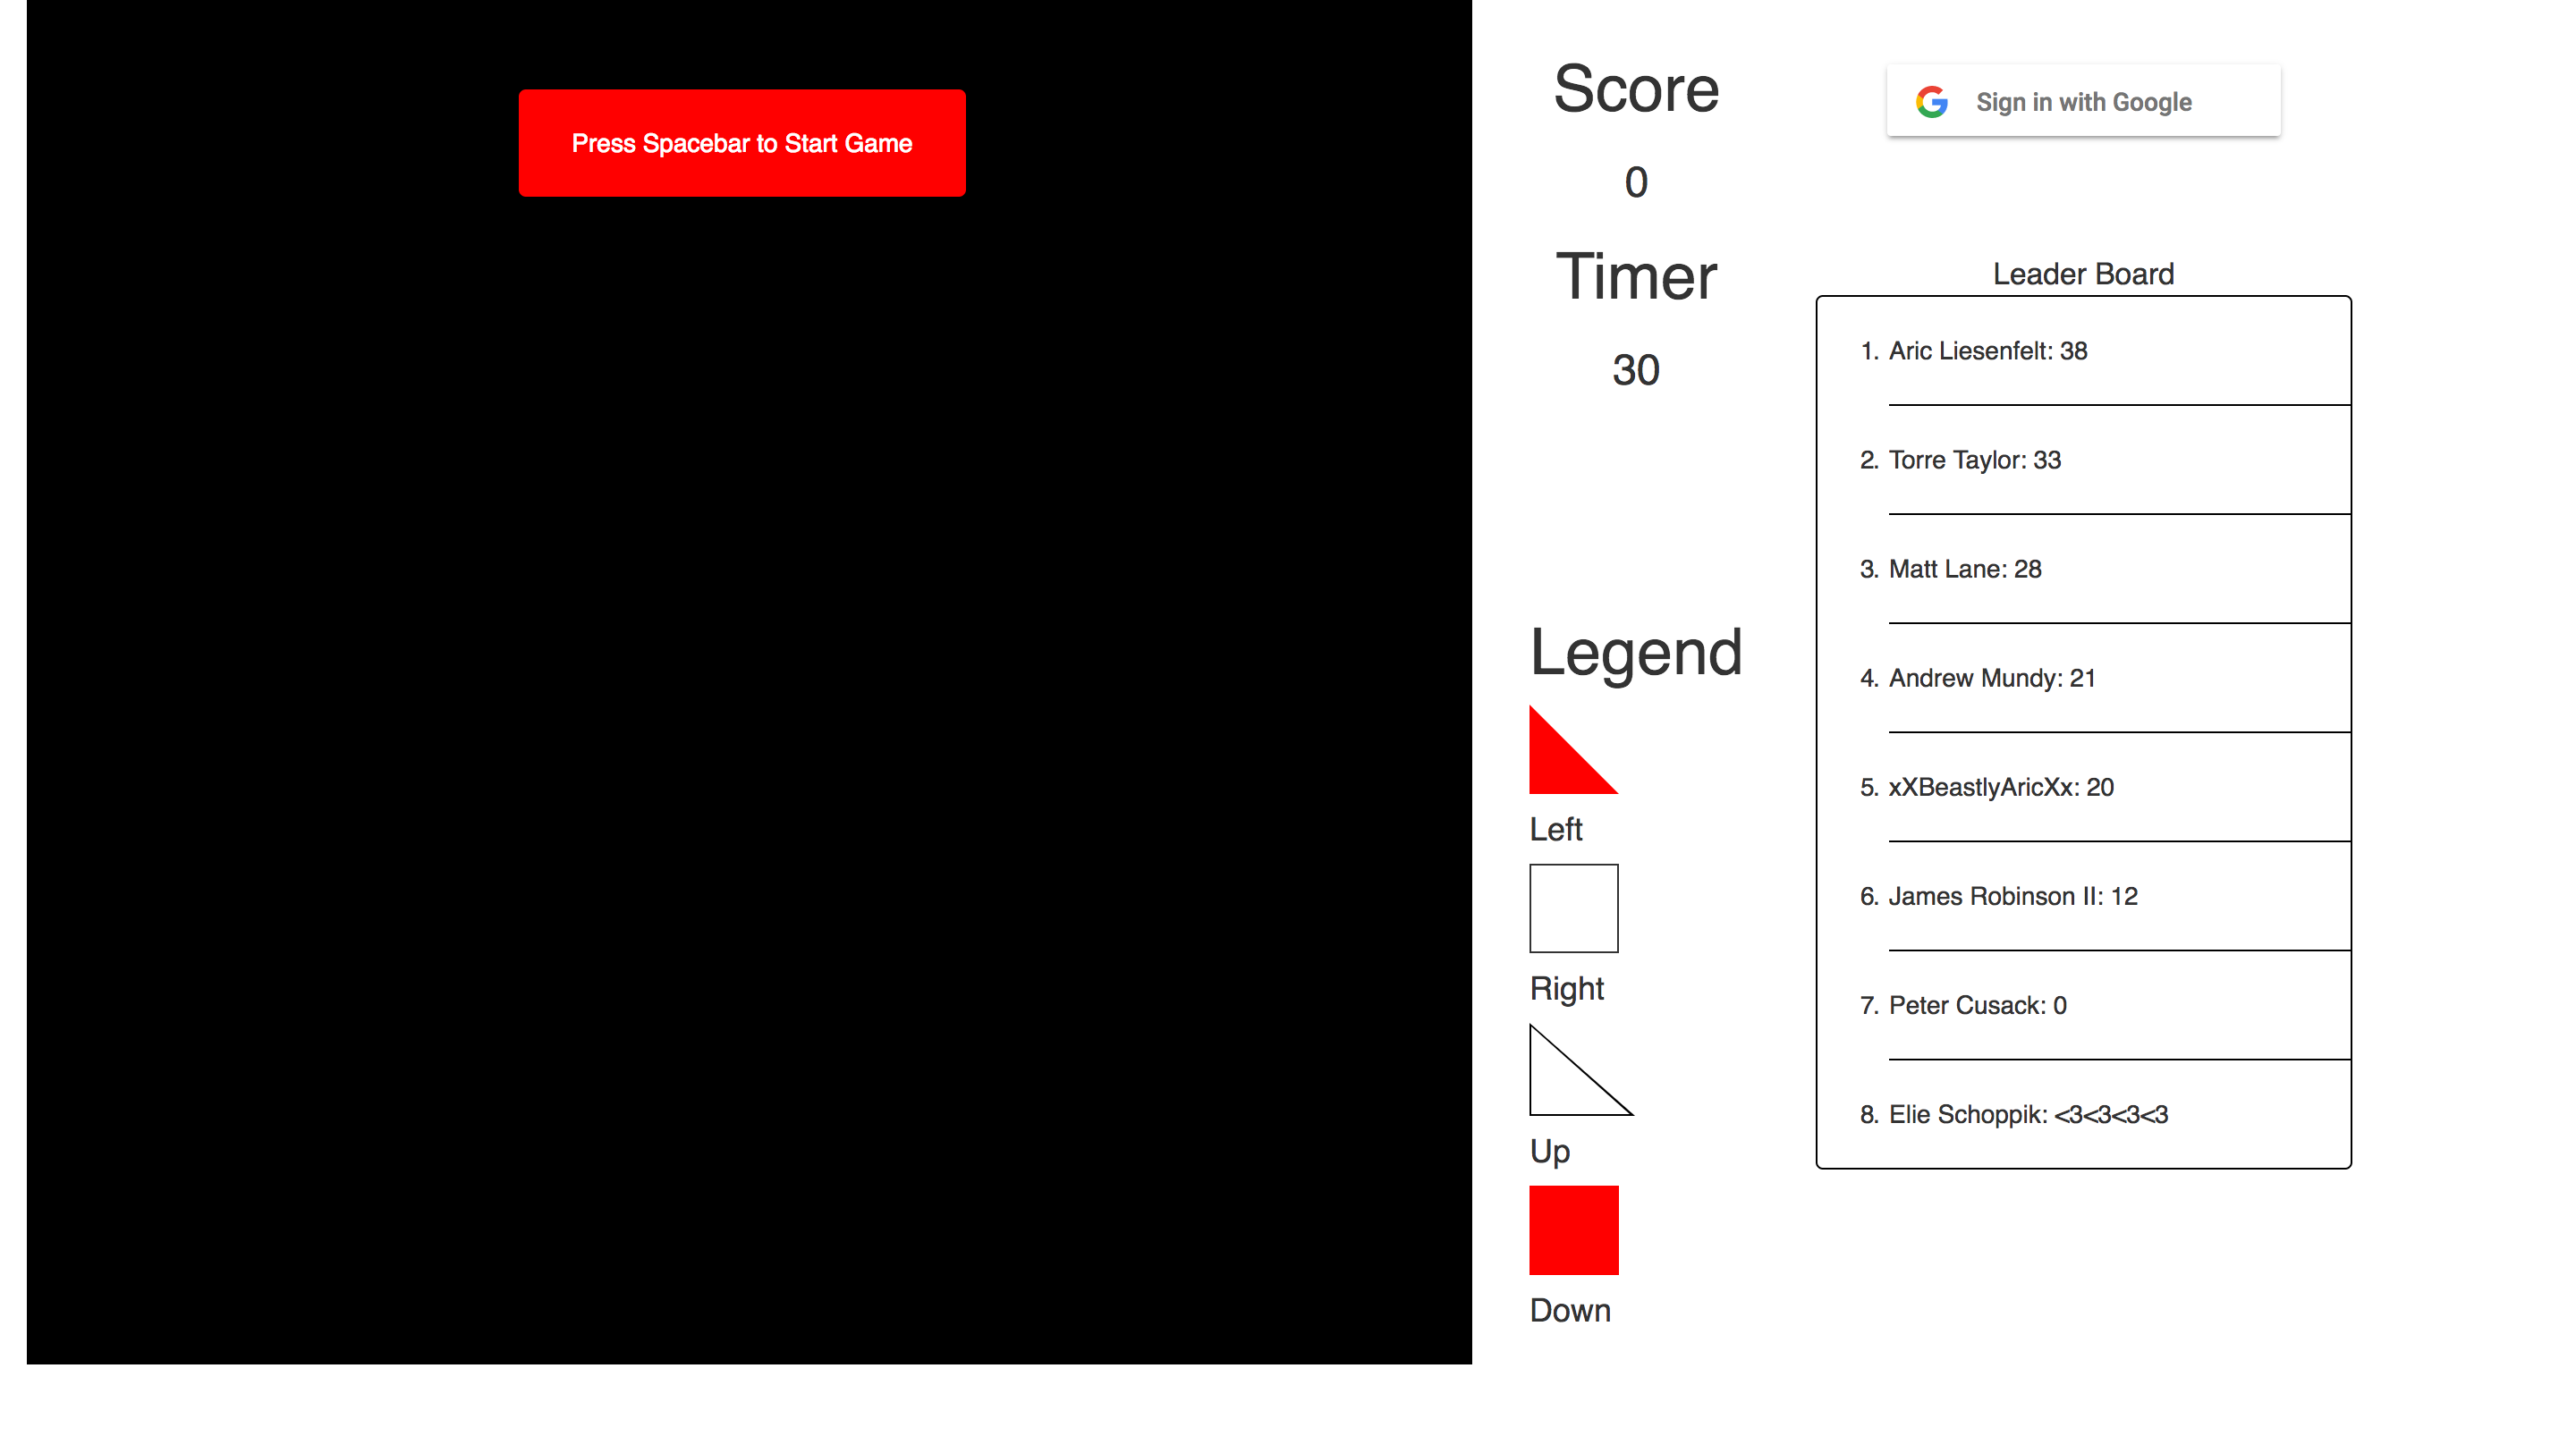 Press Spacebar to Start Game
Score
0
Timer
30
Legend
Left
Right
Up
Down
Sign in with Google
Leader Board
1. Aric Liesenfelt: 38
2. Torre Taylor: 33
3. Matt Lane: 28
4. Andrew Mundy: 21
5. xXBeastlyAricXx: 20
6. James Robinson II: 12
7. Peter Cusack: 0
8. Elie Schoppik: <3<3<3<3